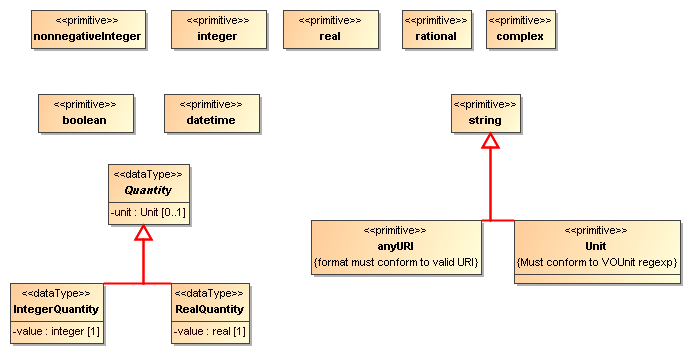 <<primitive>>
nonnegativeInteger
<<primitive>>
integer
<<primitive>>
real
<<primitive>>
rational
<<primitive>>
complex
<<primitive>>
boolean
<<primitive>>
datetime
<<primitive>>
string
<<dataType>>
Quantity
-unit : Unit [0..1]
<<primitive>>
anyURI
{format must conform to valid URI}
<<primitive>>
Unit
{Must conform to VOUnit regexp}
<<dataType>>
IntegerQuantity
-value : integer [1]
<<dataType>>
RealQuantity
-value : real [1]